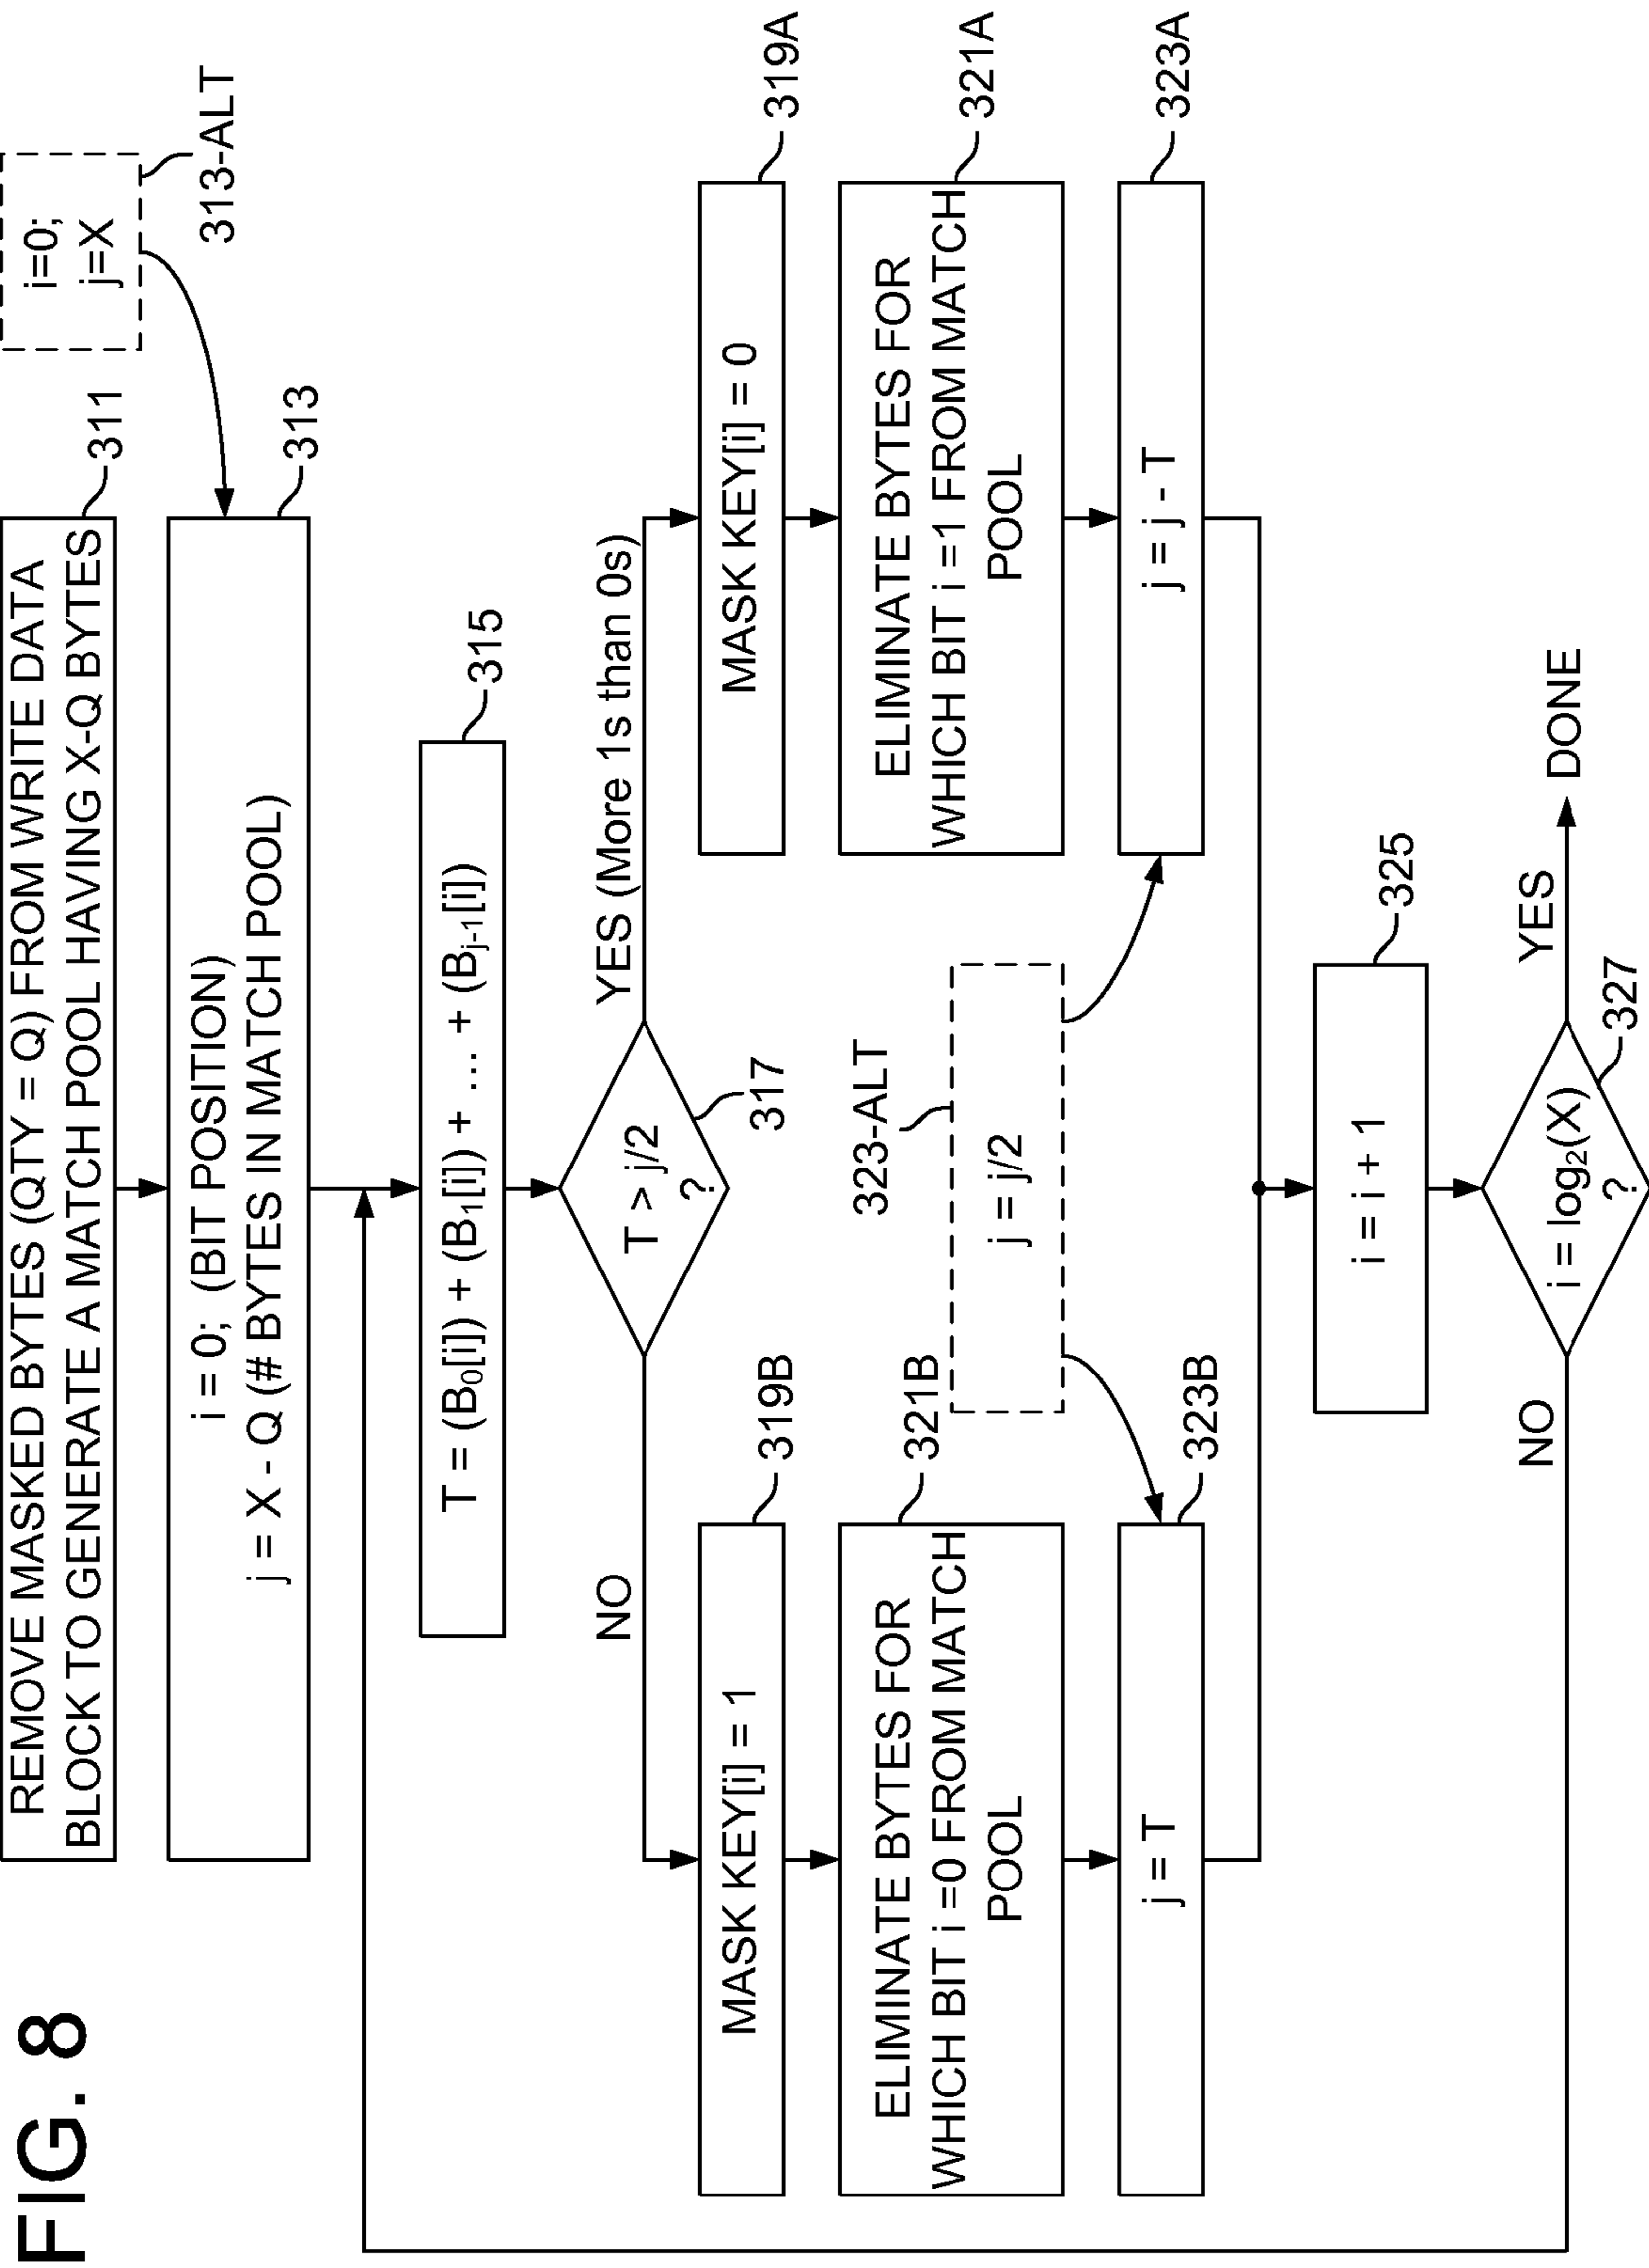 FIG. 8
REMOVE MASKED BYTES (QTY = Q) FROM WRITE DATA
BLOCK TO GENERATE A MATCH POOL HAVING X-Q BYTES
311
i=0;
j=X
313-ALT
i = 0; (BIT POSITION)
j = X - Q (# BYTES IN MATCH POOL)
313
T = (B₀[i]) + (B₁[i]) + ... + (Bⱼ₋₁[i])
315
T > j/2
?
317
NO
YES (More 1s than 0s)
MASK KEY[i] = 1
319B
MASK KEY[i] = 0
319A
ELIMINATE BYTES FOR
WHICH BIT i =0 FROM MATCH
POOL
321B
ELIMINATE BYTES FOR
WHICH BIT i =1 FROM MATCH
POOL
321A
323-ALT
j = j/2
j = T
323B
j = j - T
323A
i = i + 1
325
i = log₂(X)
?
327
NO
YES
DONE